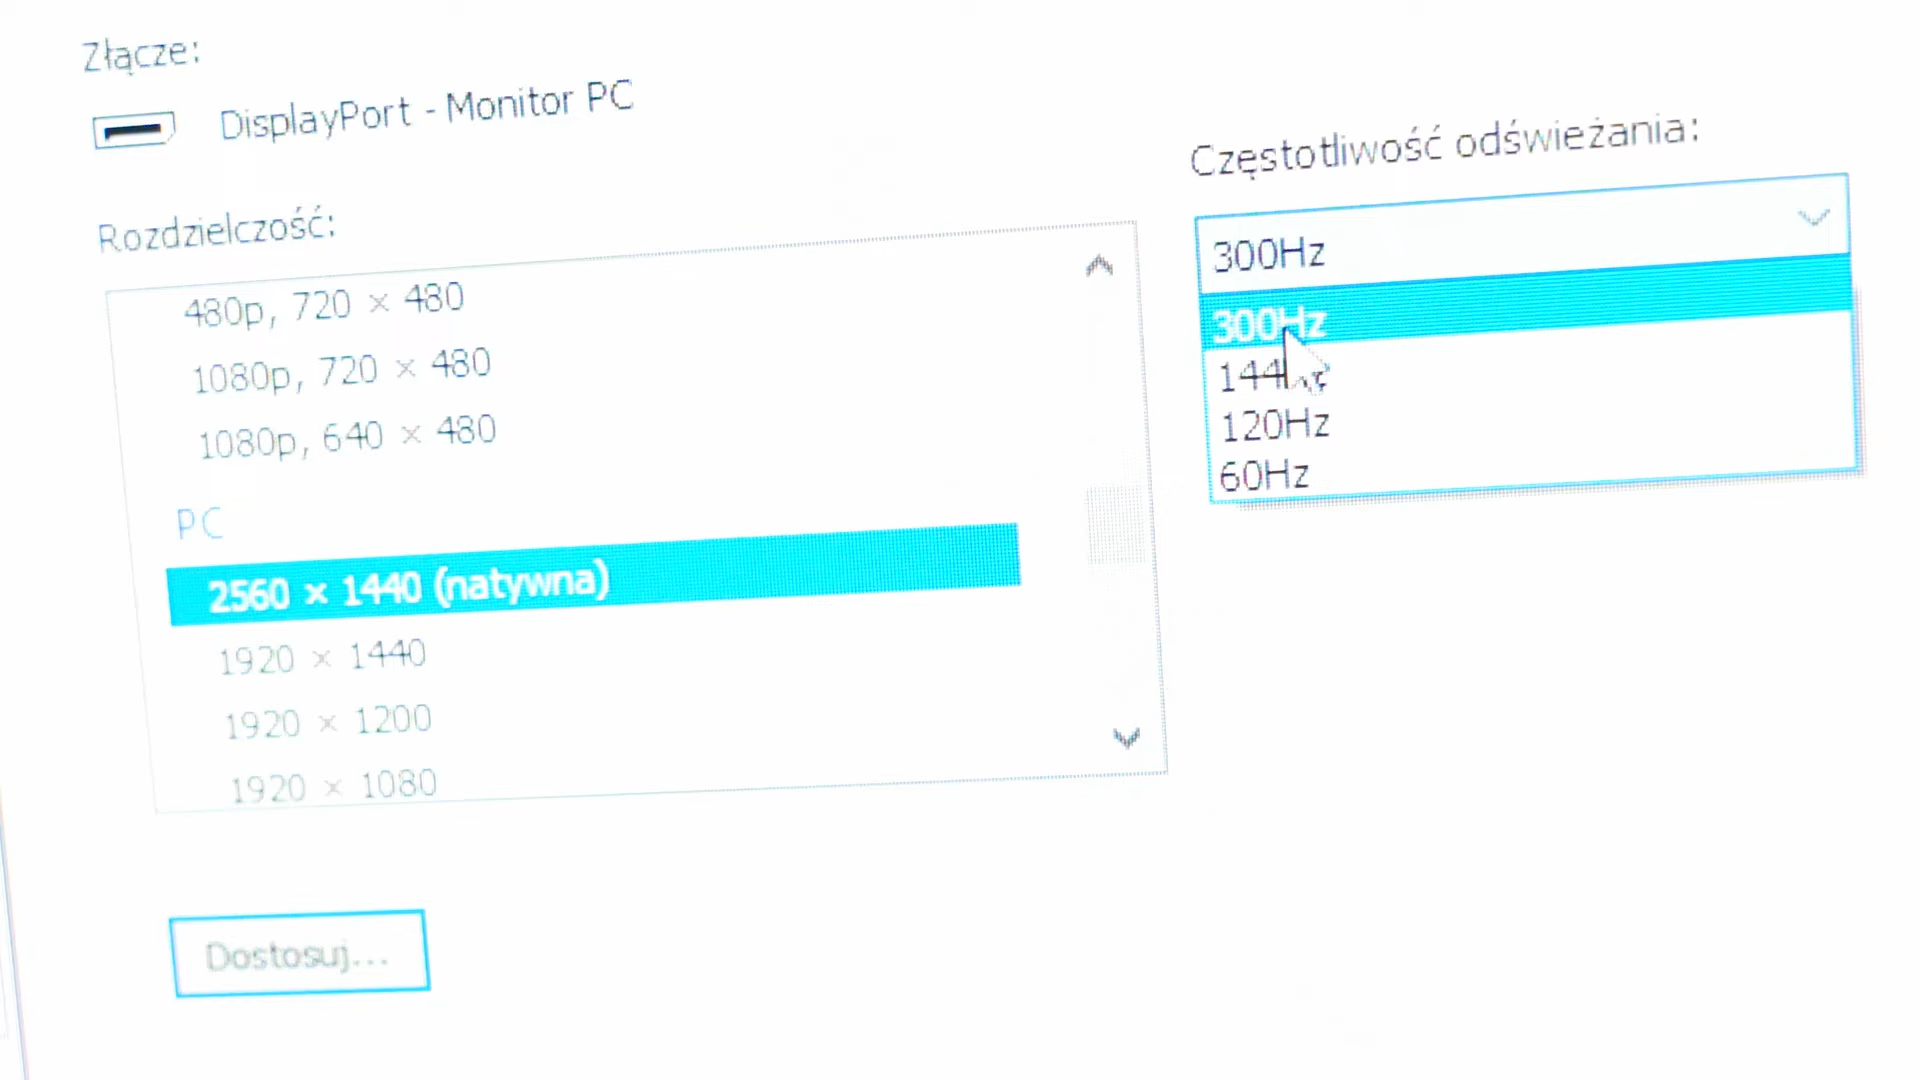 Złącze:
DisplayPort - Monitor PC
Rozdzielczość:
480p, 720 × 480
1080p, 720 × 480
1080p, 640 × 480
PC
2560 × 1440 (natywna)
1920 × 1440
1920 × 1200
1920 × 1080
Dostosuj...
Częstotliwość odświeżania:
300Hz
300Hz
144Hz
120Hz
60Hz